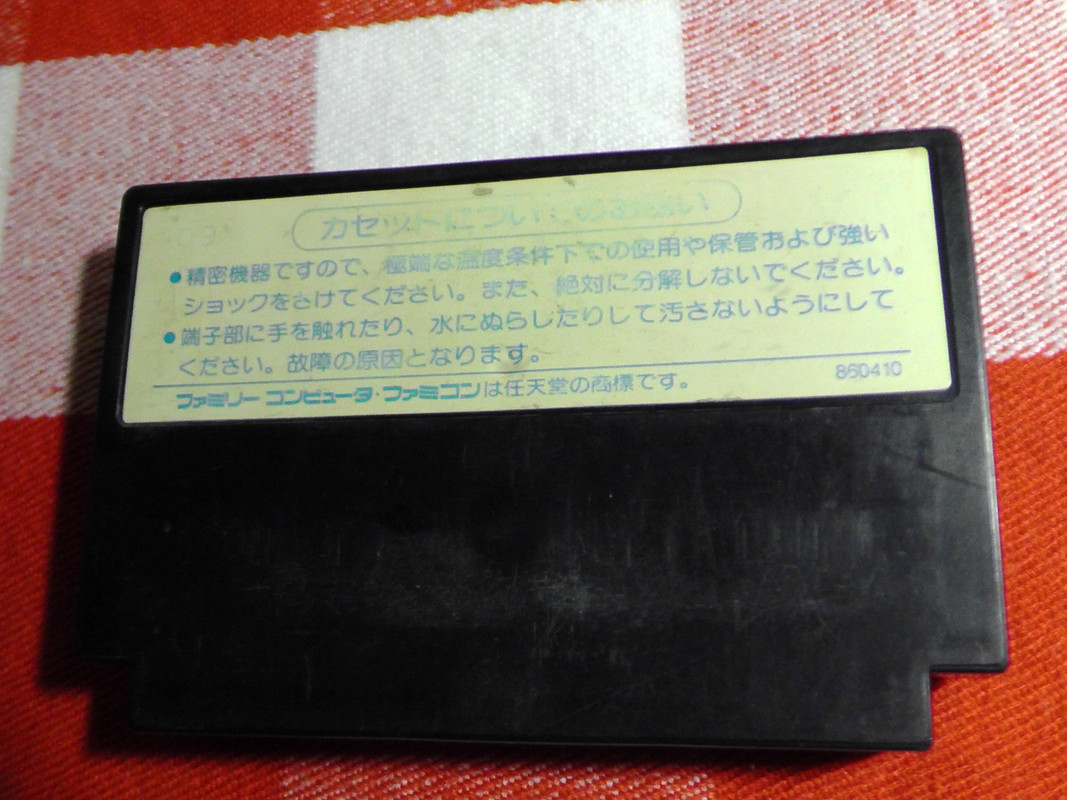 カセットについてのお願い
●精密機器ですので、極端な温度条件下での使用や保管および強い
ショックをさけてください。また、絶対に分解しないでください。
●端子部に手を触れたり、水にぬらしたりして汚さないようにして
ください。故障の原因となります。
ファミリー コンピュータ・ファミコンは任天堂の商標です。
860410